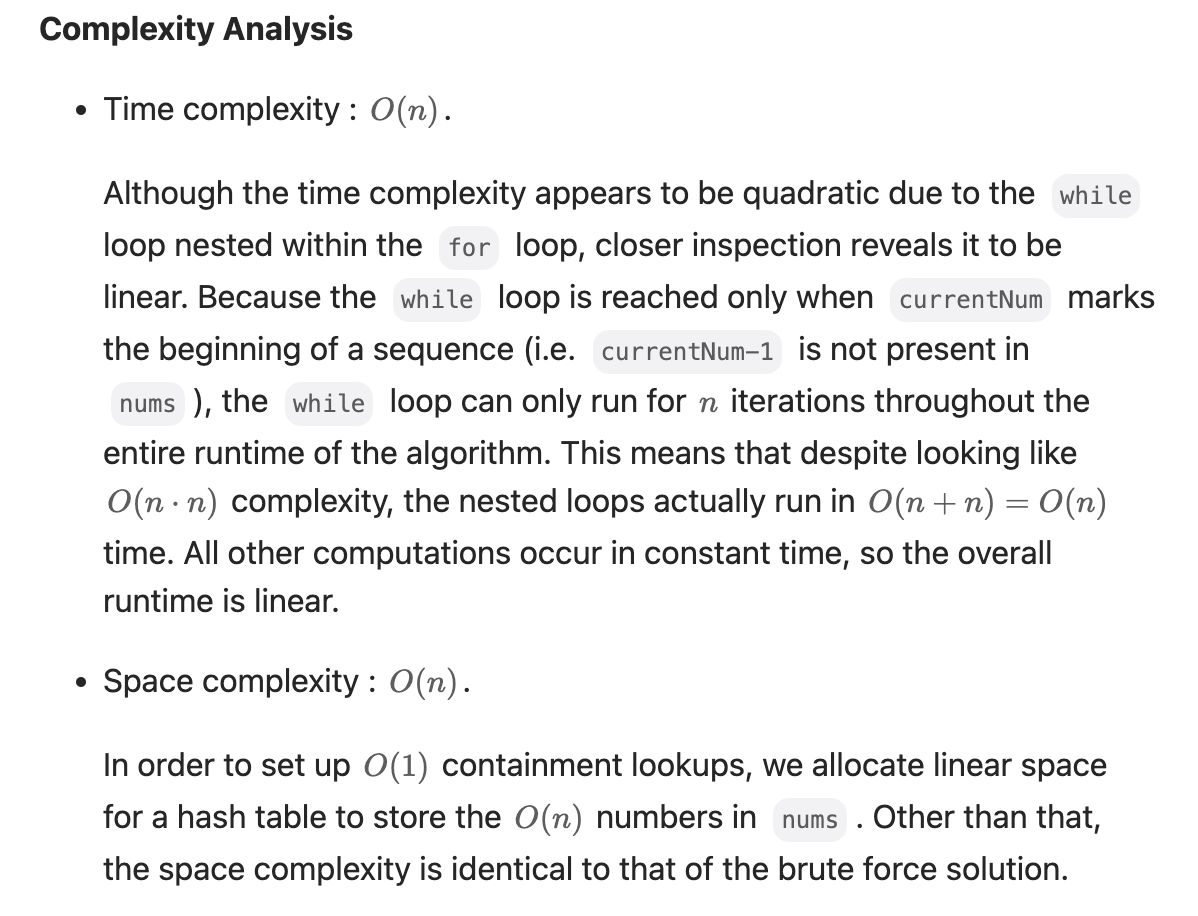 Complexity Analysis
• Time complexity : O(n).
Although the time complexity appears to be quadratic due to the while
loop nested within the for loop, closer inspection reveals it to be
linear. Because the while loop is reached only when currentNum marks
the beginning of a sequence (i.e. currentNum-1 is not present in
nums ), the while loop can only run for n iterations throughout the
entire runtime of the algorithm. This means that despite looking like
O(n · n) complexity, the nested loops actually run in O(n + n) = O(n)
time. All other computations occur in constant time, so the overall
runtime is linear.
• Space complexity : O(n).
In order to set up O(1) containment lookups, we allocate linear space
for a hash table to store the O(n) numbers in nums . Other than that,
the space complexity is identical to that of the brute force solution.